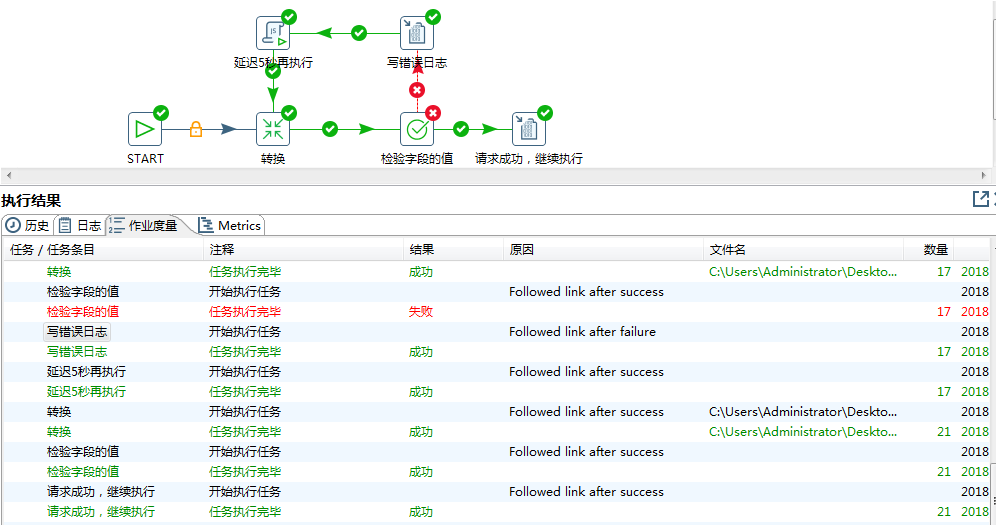 延迟5秒再执行 写错误日志
START 转换 检验字段的值 请求成功，继续执行
执行结果
历史 日志 作业度量 Metrics
任务 / 任务条目 注释 结果 原因 文件名 数量
转换 任务执行完毕 成功 C:\Users\Administrator\Deskto... 17 2018
检验字段的值 开始执行任务 Followed link after success 2018
检验字段的值 任务执行完毕 失败 17 2018
写错误日志 开始执行任务 Followed link after failure 2018
写错误日志 任务执行完毕 成功 17 2018
延迟5秒再执行 开始执行任务 Followed link after success 2018
延迟5秒再执行 任务执行完毕 成功 17 2018
转换 开始执行任务 Followed link after success C:\Users\Administrator\Deskto... 2018
转换 任务执行完毕 成功 C:\Users\Administrator\Deskto... 21 2018
检验字段的值 开始执行任务 Followed link after success 2018
检验字段的值 任务执行完毕 成功 21 2018
请求成功，继续执行 开始执行任务 Followed link after success 2018
请求成功，继续执行 任务执行完毕 成功 21 2018